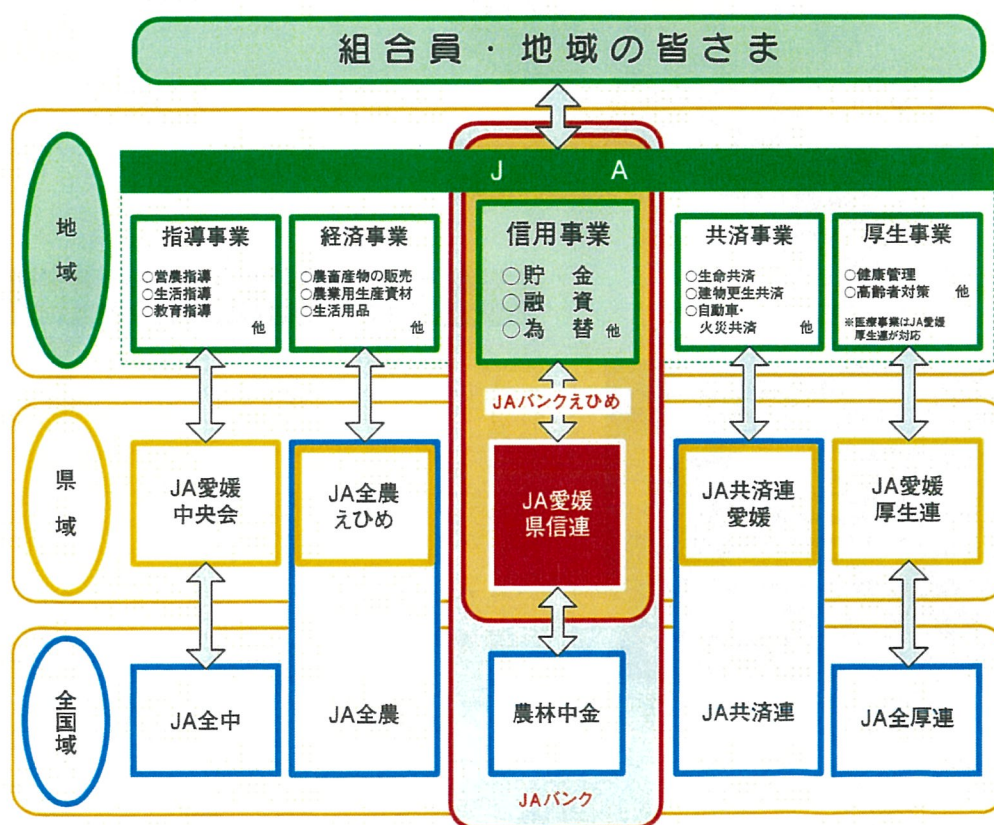 組合員・地域の皆さま
J A
地域
指導事業
○営農指導
○生活指導
○教育指導
他
経済事業
○農畜産物の販売
○農業用生産資材
○生活用品
他
信用事業
○貯 金
○融 資
○為 替 他
共済事業
○生命共済
○建物更生共済
○自動車・
火災共済 他
厚生事業
○健康管理
○高齢者対策 他
※医療事業はJA愛媛
厚生連が対応
JAバンクえひめ
県域
JA愛媛
中央会
JA全農
えひめ
JA愛媛
県信連
JA共済連
愛媛
JA愛媛
厚生連
全国域
JA全中
JA全農
農林中金
JA共済連
JA全厚連
JAバンク